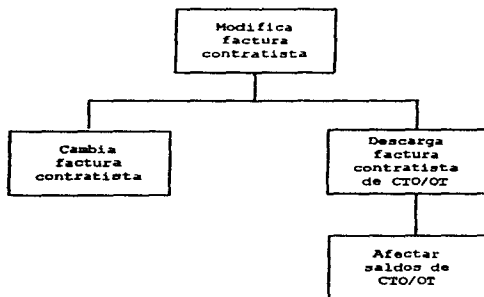 Modifica
factura
contratista
Cambia
factura
contratista
Descarga
factura
contratista
de CTO/OT
Afectar
saldos de
CTO/OT